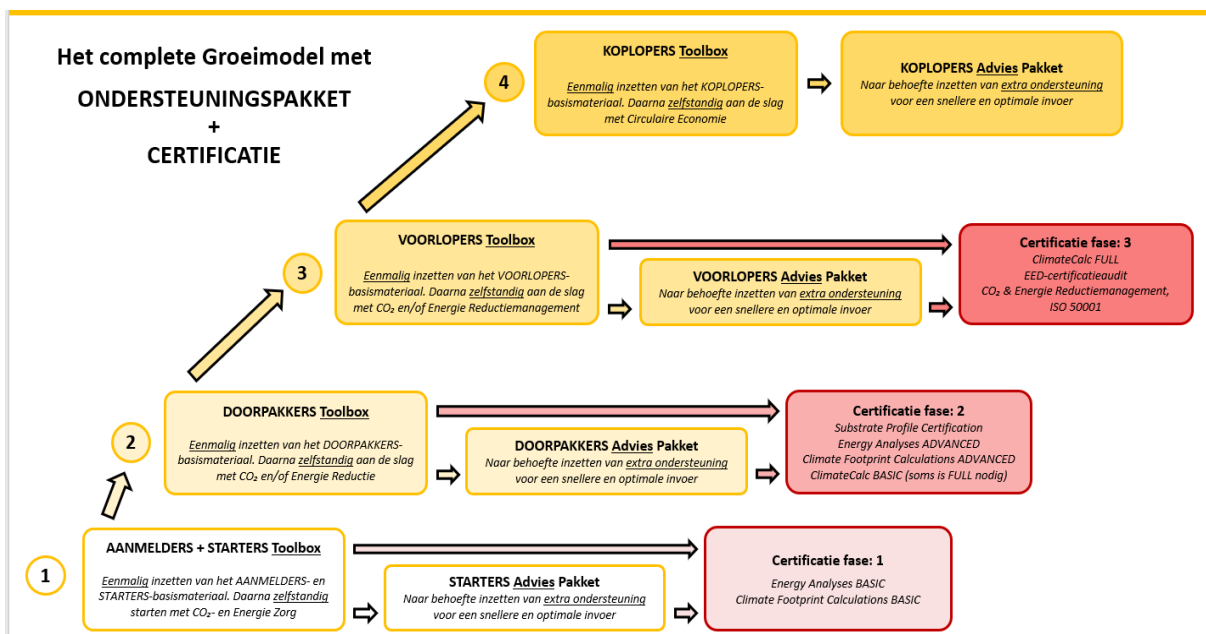 Het complete Groeimodel met
ONDERSTEUNINGSPAKKET
+
CERTIFICATIE
4
KOPLOPERS Toolbox
Eenmalig inzetten van het KOPLOPERS-
basismateriaal. Daarna zelfstandig aan de slag
met Circulaire Economie
KOPLOPERS Advies Pakket
Naar behoefte inzetten van extra ondersteuning
voor een snellere en optimale invoer
3
VOORLOPERS Toolbox
Eenmalig inzetten van het VOORLOPERS-
basismateriaal. Daarna zelfstandig aan de slag
met CO₂ en/of Energie Reductiemanagement
VOORLOPERS Advies Pakket
Naar behoefte inzetten van extra ondersteuning
voor een snellere en optimale invoer
Certificatie fase: 3
ClimateCalc FULL
EED-certificatieaudit
CO₂ & Energie Reductiemanagement,
ISO 50001
2
DOORPAKKERS Toolbox
Eenmalig inzetten van het DOORPAKKERS-
basismateriaal. Daarna zelfstandig aan de slag
met CO₂ en/of Energie Reductie
DOORPAKKERS Advies Pakket
Naar behoefte inzetten van extra ondersteuning
voor een snellere en optimale invoer
Certificatie fase: 2
Substrate Profile Certification
Energy Analyses ADVANCED
Climate Footprint Calculations ADVANCED
ClimateCalc BASIC (soms is FULL nodig)
1
AANMELDERS + STARTERS Toolbox
Eenmalig inzetten van het AANMELDERS- en
STARTERS-basismateriaal. Daarna zelfstandig
starten met CO₂- en Energie Zorg
STARTERS Advies Pakket
Naar behoefte inzetten van extra ondersteuning
voor een snellere en optimale invoer
Certificatie fase: 1
Energy Analyses BASIC
Climate Footprint Calculations BASIC